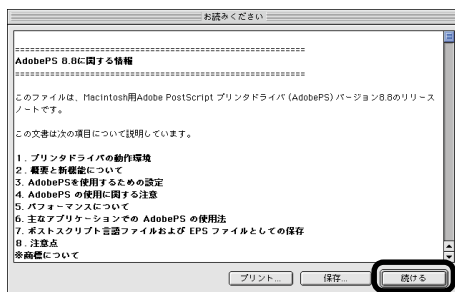 お読みください
==========================================================
AdobePS 8.8に関する情報
==========================================================
このファイルは、Macintosh用Adobe PostScript プリンタドライバ (AdobePS) バージョン8.8のリリース
ノートです。
この文書は次の項目について説明しています。
1. プリンタドライバの動作環境
2. 概要と新機能について
3. AdobePSを使用するための設定
4. AdobePS の使用に関する注意
5. パフォーマンスについて
6. 主なアプリケーションでの AdobePS の使用法
7. ポストスクリプト言語ファイルおよび EPS ファイルとしての保存
8. 注意点
※商標について
プリント... 保存... 続ける